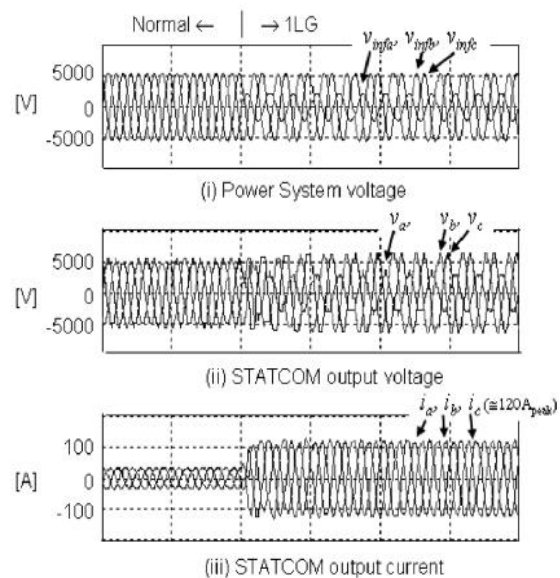 Normal ← → 1LG
v_infa, v_infb, v_infc
5000
[V] 0
-5000
(i) Power System voltage
v_a, v_b, v_c
5000
[V] 0
-5000
(ii) STATCOM output voltage
i_a, i_b, i_c (≅120A_peak)
100
[A] 0
-100
(iii) STATCOM output current